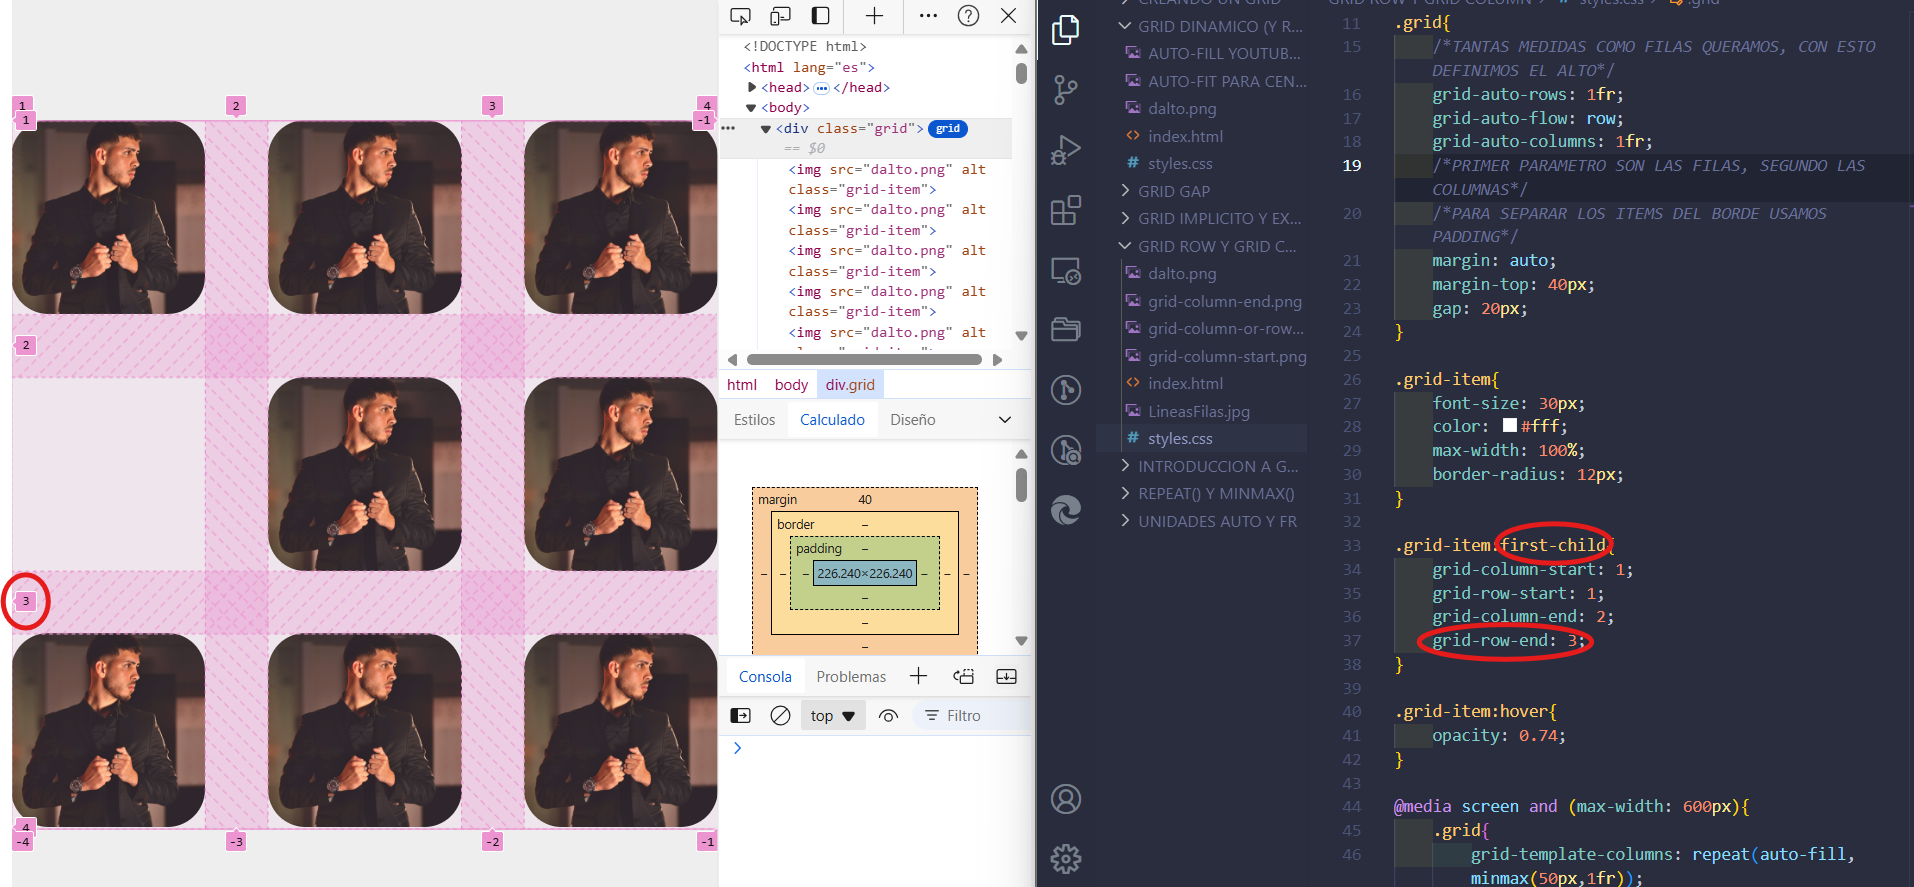 1
2
3
4
1
-1
2
3
4
-4
-3
-2
-1
<!DOCTYPE html>
<html lang="es">
<head> ••• </head>
<body>
••• <div class="grid"> grid
== $0
<img src="dalto.png" alt
class="grid-item">
<img src="dalto.png" alt
class="grid-item">
<img src="dalto.png" alt
class="grid-item">
<img src="dalto.png" alt
class="grid-item">
<img src="dalto.png" alt
html body div.grid
Estilos Calculado Diseño
margin 40
border –
padding –
– – – 226.240×226.240 – – –
–
–
–
Consola Problemas
top Filtro
>
CREANDO UN GRID
GRID DINAMICO (Y R...
AUTO-FILL YOUTUB...
AUTO-FIT PARA CEN...
dalto.png
<> index.html
# styles.css
GRID GAP
GRID IMPLICITO Y EX...
GRID ROW Y GRID C...
dalto.png
grid-column-end.png
grid-column-or-row...
grid-column-start.png
<> index.html
LineasFilas.jpg
# styles.css
INTRODUCCION A G...
REPEAT() Y MINMAX()
UNIDADES AUTO Y FR
GRID ROW Y GRID COLUMN > # styles.css > .grid
11 .grid{
15 /*TANTAS MEDIDAS COMO FILAS QUERAMOS, CON ESTO
DEFINIMOS EL ALTO*/
16 grid-auto-rows: 1fr;
17 grid-auto-flow: row;
18 grid-auto-columns: 1fr;
19 /*PRIMER PARAMETRO SON LAS FILAS, SEGUNDO LAS
COLUMNAS*/
20 /*PARA SEPARAR LOS ITEMS DEL BORDE USAMOS
PADDING*/
21 margin: auto;
22 margin-top: 40px;
23 gap: 20px;
24 }
25
26 .grid-item{
27 font-size: 30px;
28 color: #fff;
29 max-width: 100%;
30 border-radius: 12px;
31 }
32
33 .grid-item:first-child{
34 grid-column-start: 1;
35 grid-row-start: 1;
36 grid-column-end: 2;
37 grid-row-end: 3;
38 }
39
40 .grid-item:hover{
41 opacity: 0.74;
42 }
43
44 @media screen and (max-width: 600px){
45 .grid{
46 grid-template-columns: repeat(auto-fill,
minmax(50px,1fr));